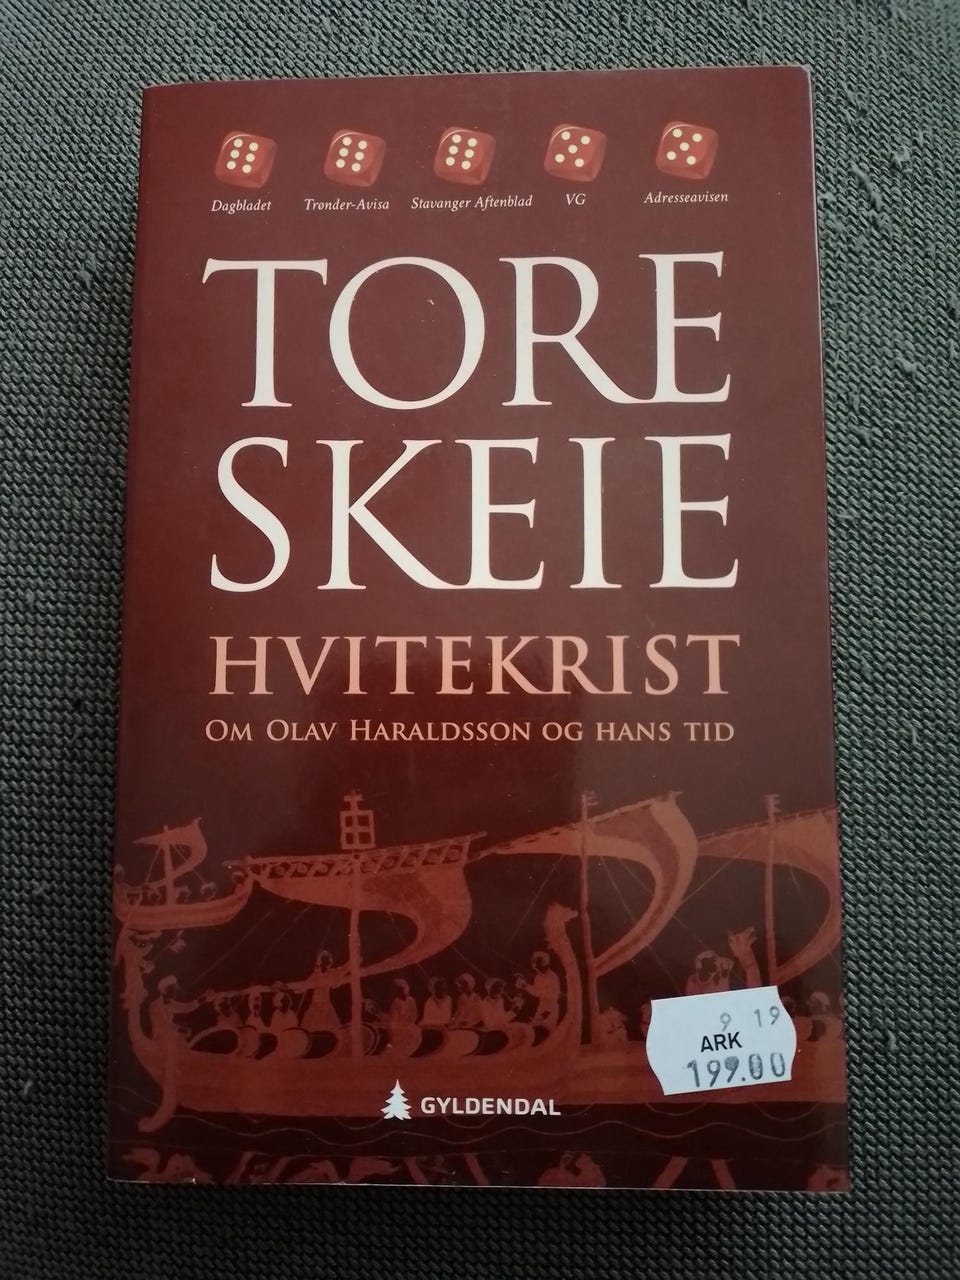 Dagbladet Trønder-Avisa Stavanger Aftenblad VG Adresseavisen
TORE
SKEIE
HVITEKRIST
OM OLAV HARALDSSON OG HANS TID
9 19
ARK
199.00
GYLDENDAL